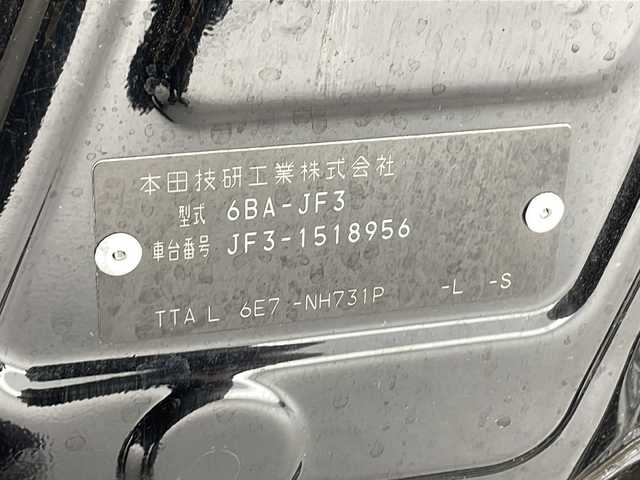 本田技研工業株式会社
型式 6BA-JF3
車台番号 JF3-1518956
TTA L 6E7 -NH731P -L -S